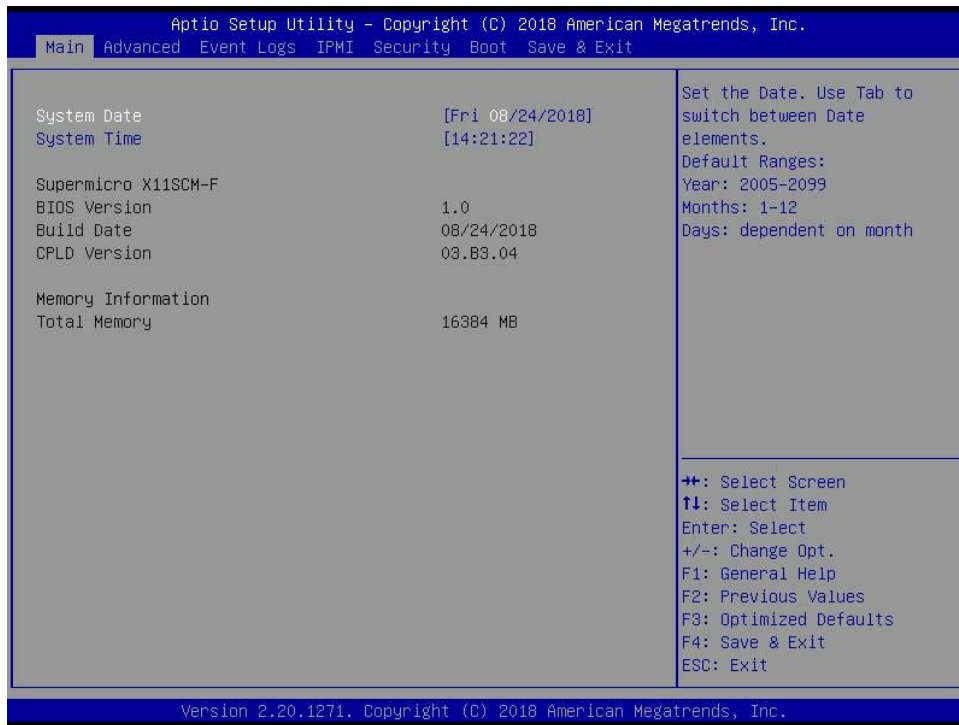 Aptio Setup Utility – Copyright (C) 2018 American Megatrends, Inc.
Main Advanced Event Logs IPMI Security Boot Save & Exit
System Date [Fri 08/24/2018]
System Time [14:21:22]
Supermicro X11SCM-F
BIOS Version 1.0
Build Date 08/24/2018
CPLD Version 03.B3.04
Memory Information
Total Memory 16384 MB
Set the Date. Use Tab to
switch between Date
elements.
Default Ranges:
Year: 2005-2099
Months: 1-12
Days: dependent on month
→←: Select Screen
↑↓: Select Item
Enter: Select
+/-: Change Opt.
F1: General Help
F2: Previous Values
F3: Optimized Defaults
F4: Save & Exit
ESC: Exit
Version 2.20.1271. Copyright (C) 2018 American Megatrends, Inc.